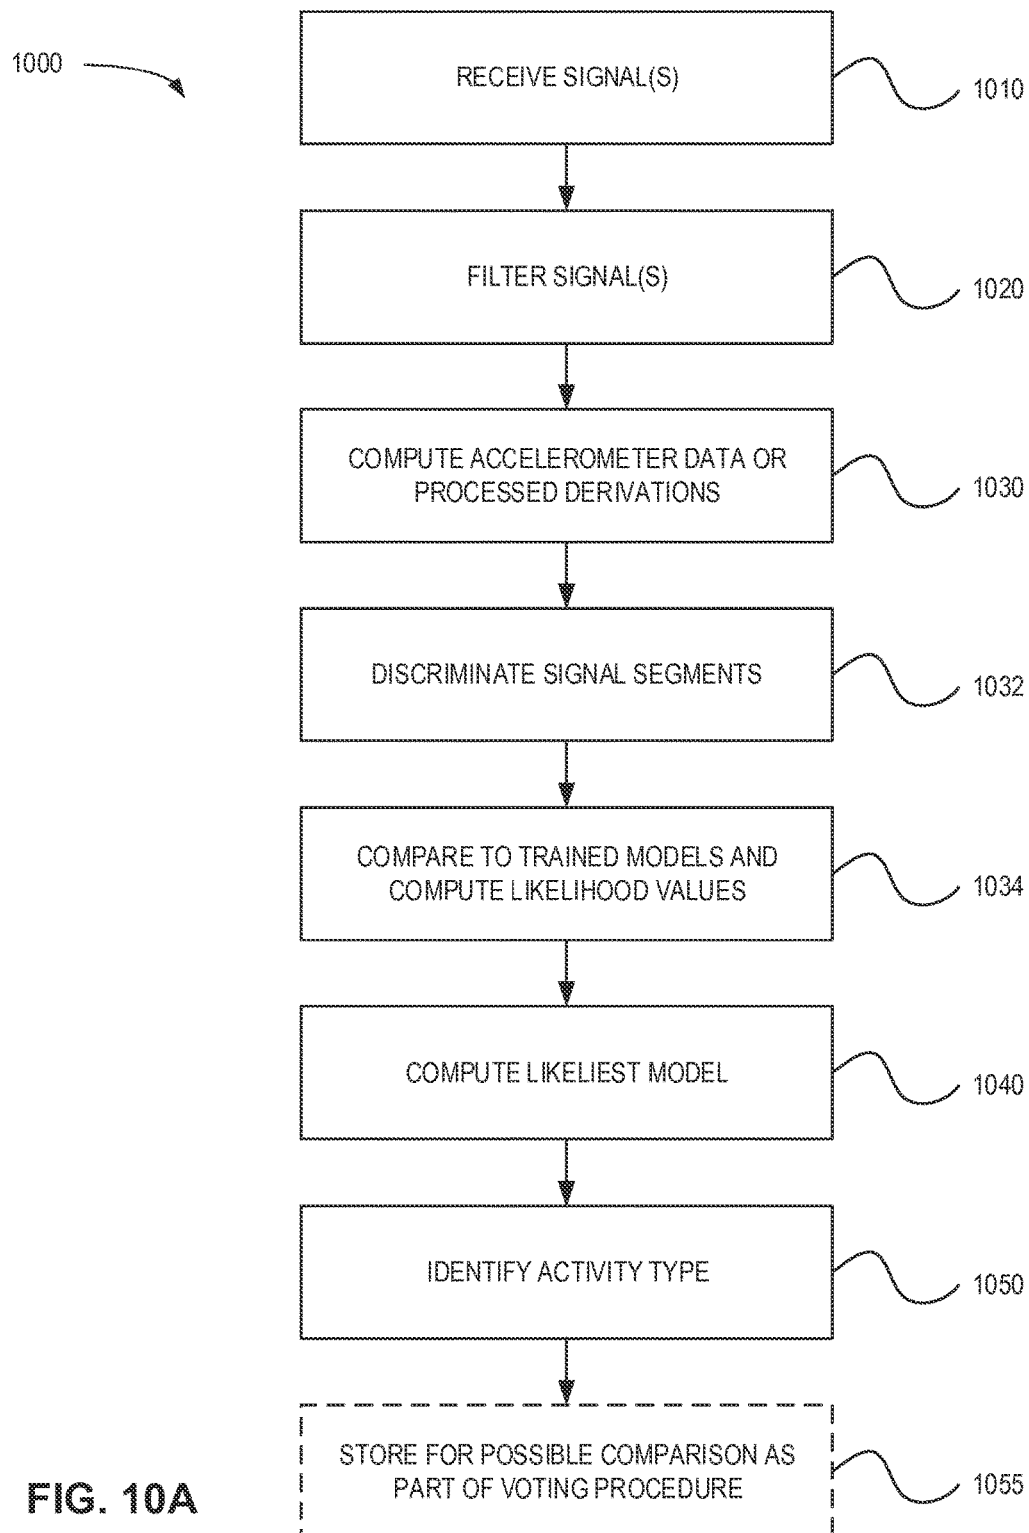 1000
RECEIVE SIGNAL(S)
1010
FILTER SIGNAL(S)
1020
COMPUTE ACCELEROMETER DATA OR
PROCESSED DERIVATIONS
1030
DISCRIMINATE SIGNAL SEGMENTS
1032
COMPARE TO TRAINED MODELS AND
COMPUTE LIKELIHOOD VALUES
1034
COMPUTE LIKELIEST MODEL
1040
IDENTIFY ACTIVITY TYPE
1050
STORE FOR POSSIBLE COMPARISON AS
PART OF VOTING PROCEDURE
1055
FIG. 10A